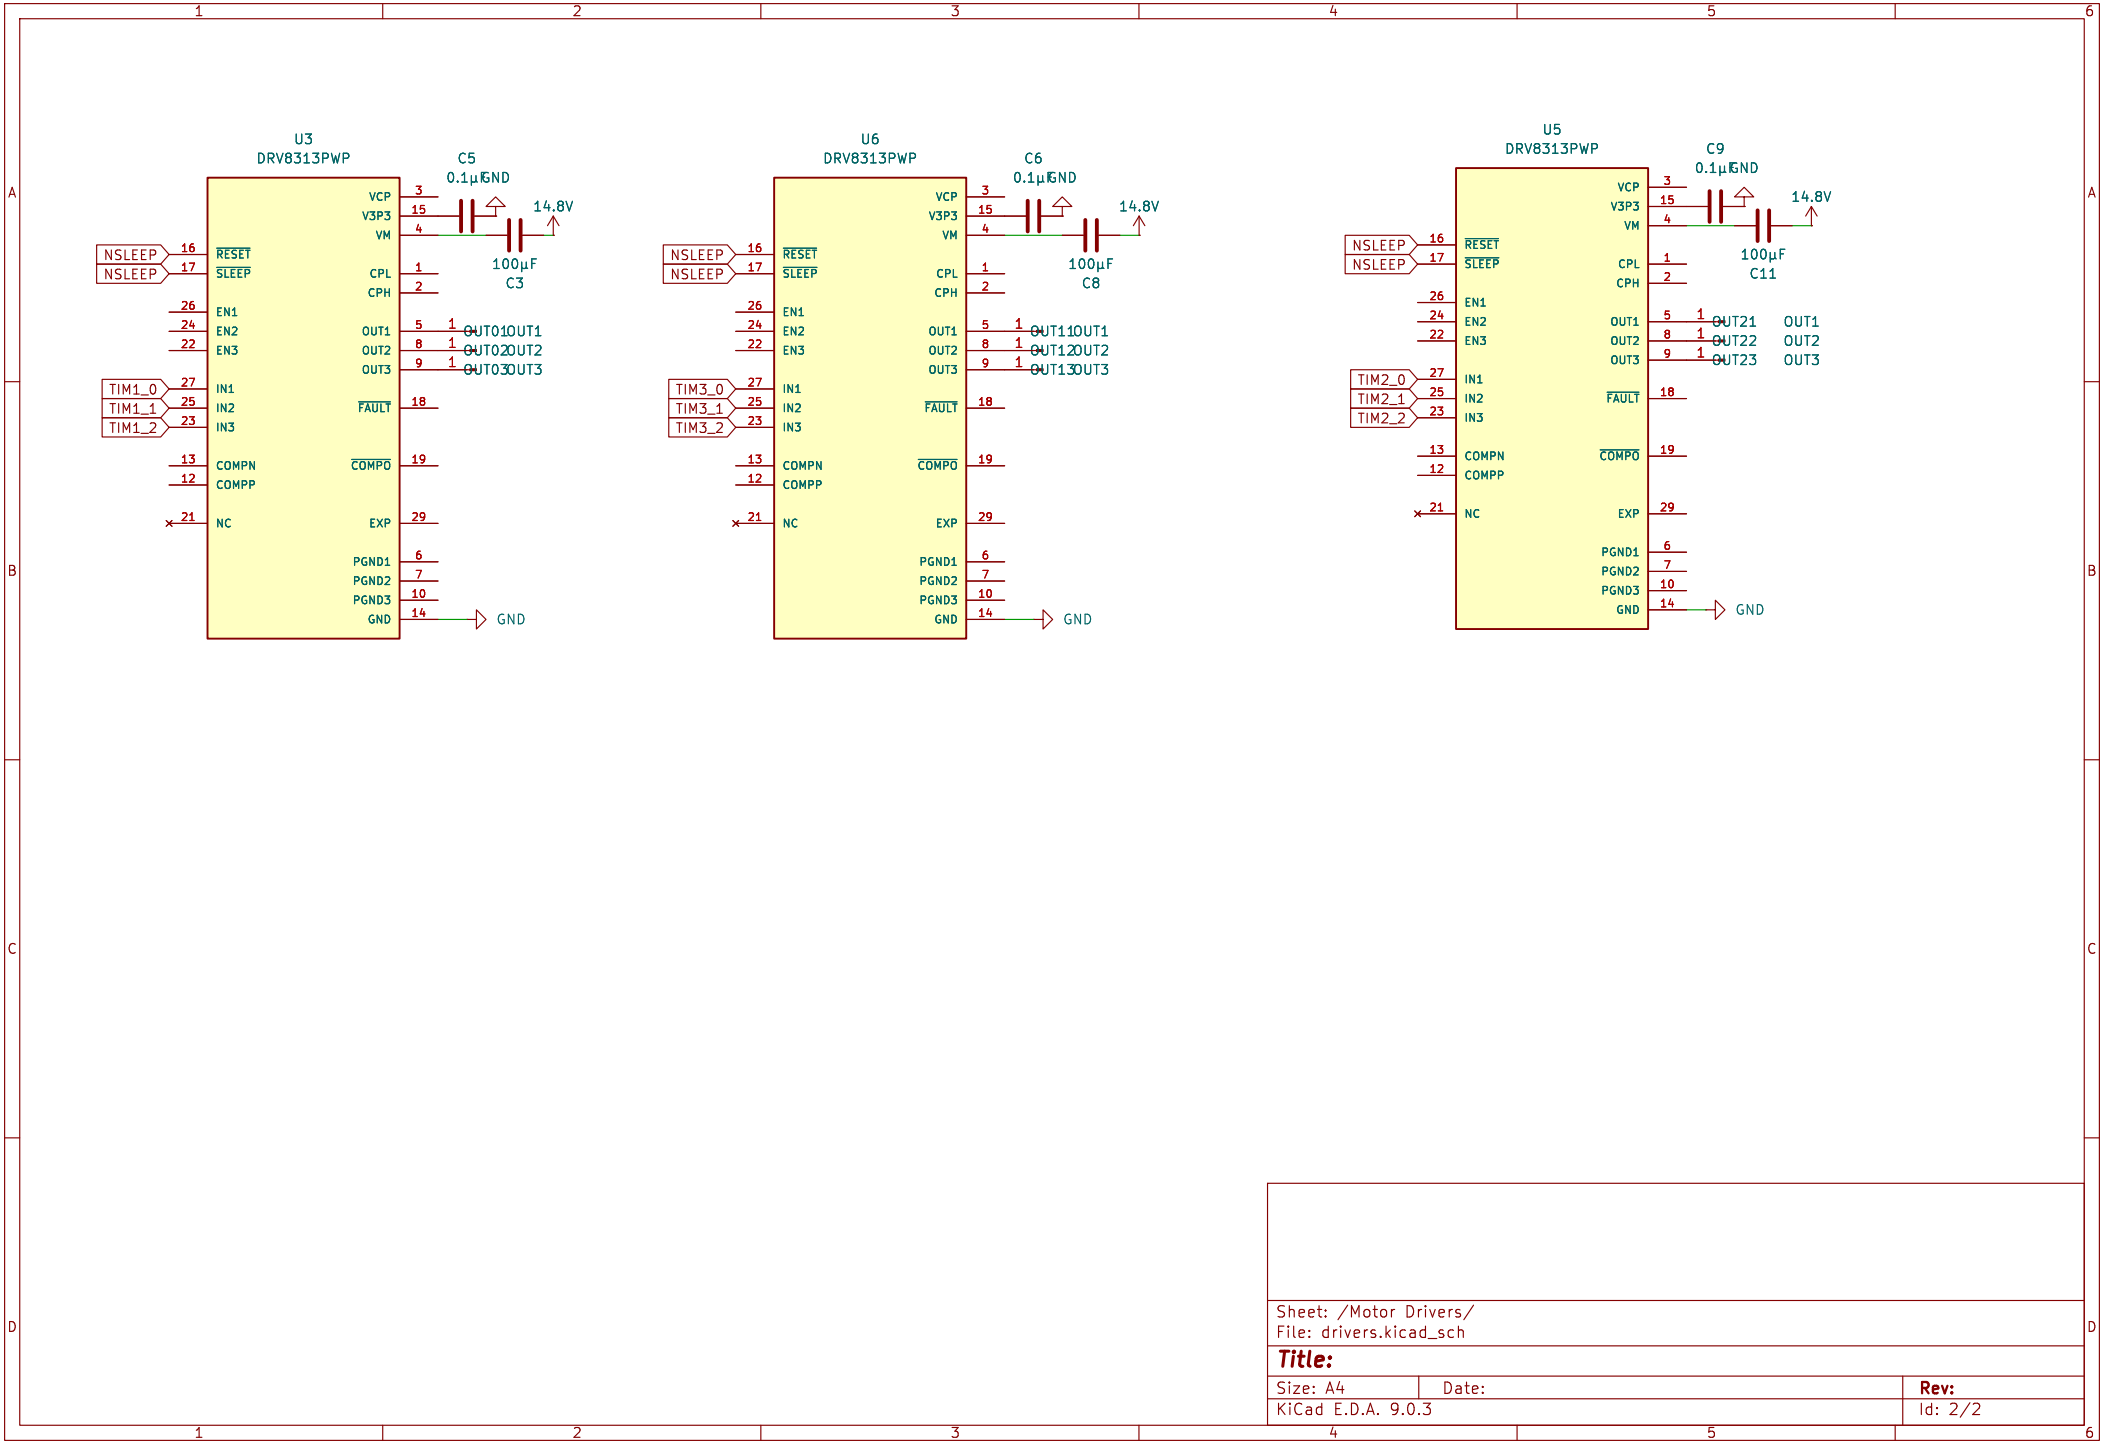 1 2 3 4 5 6
A
B
C
D
U3
DRV8313PWP
C5
0.1µF
GND
14.8V
100µF
C3
NSLEEP 16 RESET
NSLEEP 17 SLEEP
26 EN1
24 EN2
22 EN3
TIM1_0 27 IN1
TIM1_1 25 IN2
TIM1_2 23 IN3
13 COMPN
12 COMPP
21 NC
VCP 3
V3P3 15
VM 4
CPL 1
CPH 2
OUT1 5 1 OUT01 OUT1
OUT2 8 1 OUT02 OUT2
OUT3 9 1 OUT03 OUT3
FAULT 18
COMPO 19
EXP 29
PGND1 6
PGND2 7
PGND3 10
GND 14 GND
U6
DRV8313PWP
C6
0.1µF
GND
14.8V
100µF
C8
NSLEEP 16 RESET
NSLEEP 17 SLEEP
26 EN1
24 EN2
22 EN3
TIM3_0 27 IN1
TIM3_1 25 IN2
TIM3_2 23 IN3
13 COMPN
12 COMPP
21 NC
VCP 3
V3P3 15
VM 4
CPL 1
CPH 2
OUT1 5 1 OUT11 OUT1
OUT2 8 1 OUT12 OUT2
OUT3 9 1 OUT13 OUT3
FAULT 18
COMPO 19
EXP 29
PGND1 6
PGND2 7
PGND3 10
GND 14 GND
U5
DRV8313PWP
C9
0.1µF
GND
14.8V
100µF
C11
NSLEEP 16 RESET
NSLEEP 17 SLEEP
26 EN1
24 EN2
22 EN3
TIM2_0 27 IN1
TIM2_1 25 IN2
TIM2_2 23 IN3
13 COMPN
12 COMPP
21 NC
VCP 3
V3P3 15
VM 4
CPL 1
CPH 2
OUT1 5 1 OUT21 OUT1
OUT2 8 1 OUT22 OUT2
OUT3 9 1 OUT23 OUT3
FAULT 18
COMPO 19
EXP 29
PGND1 6
PGND2 7
PGND3 10
GND 14 GND
A
B
C
D
Sheet: /Motor Drivers/
File: drivers.kicad_sch
Title:
Size: A4 Date: Rev:
KiCad E.D.A. 9.0.3 Id: 2/2
1 2 3 4 5 6